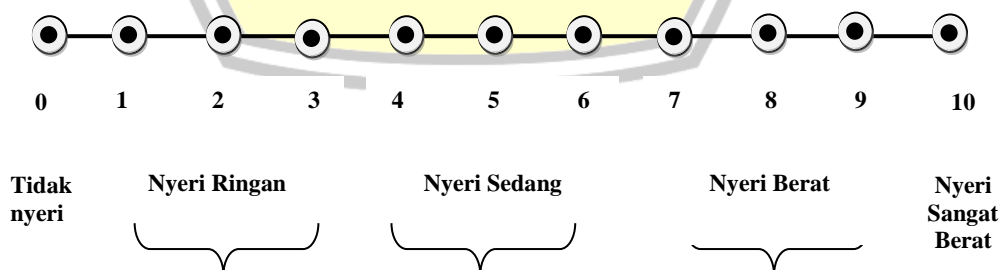 0 1 2 3 4 5 6 7 8 9 10
Tidak nyeri
Nyeri Ringan
Nyeri Sedang
Nyeri Berat
Nyeri
Sangat
Berat